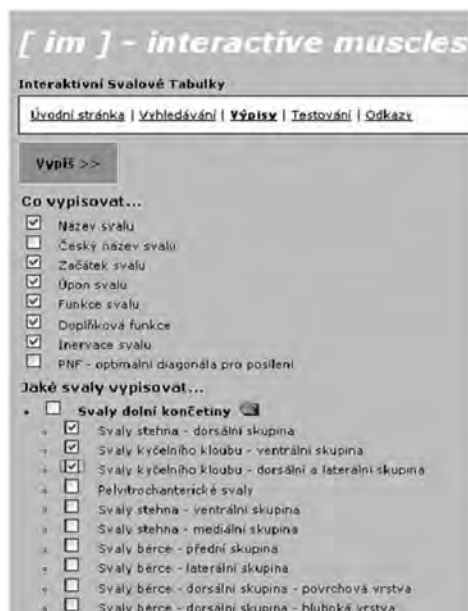 [ im ] - interactive muscles
Interaktivní Svalové Tabulky
Úvodní stránka | Vyhledávání | Výpisy | Testování | Odkazy
Vypiš >>
Co vypisovat...
Název svalu
Český název svalu
Začátek svalu
Úpon svalu
Funkce svalu
Doplňková funkce
Inervace svalu
PNF - optimální diagonála pro posílení
Jaké svaly vypisovat...
Svaly dolní končetiny
Svaly stehna - dorsální skupina
Svaly kyčelního kloubu - ventrální skupina
Svaly kyčelního kloubu - dorsální a laterální skupina
Pelvitrochanterické svaly
Svaly stehna - ventrální skupina
Svaly stehna - mediální skupina
Svaly bérce - přední skupina
Svaly bérce - laterální skupina
Svaly bérce - dorsální skupina - povrchová vrstva
Svaly bérce - dorsální skupina - hluboká vrstva